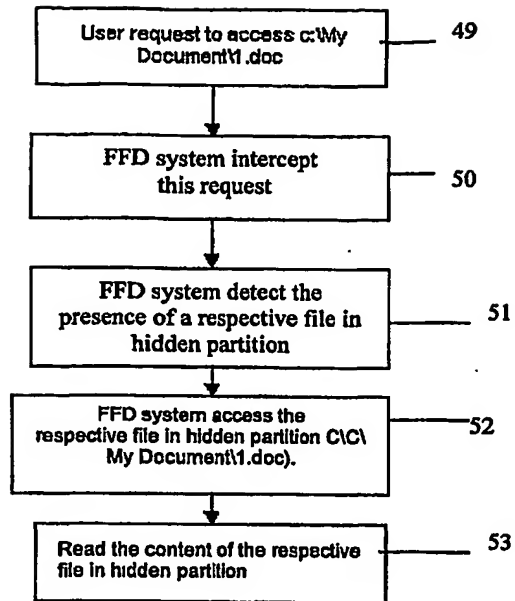 User request to access c:\My
Document\1.doc
49
FFD system intercept
this request
50
FFD system detect the
presence of a respective file in
hidden partition
51
FFD system access the
respective file in hidden partition C\C\
My Document\1.doc).
52
Read the content of the respective
file in hidden partition
53